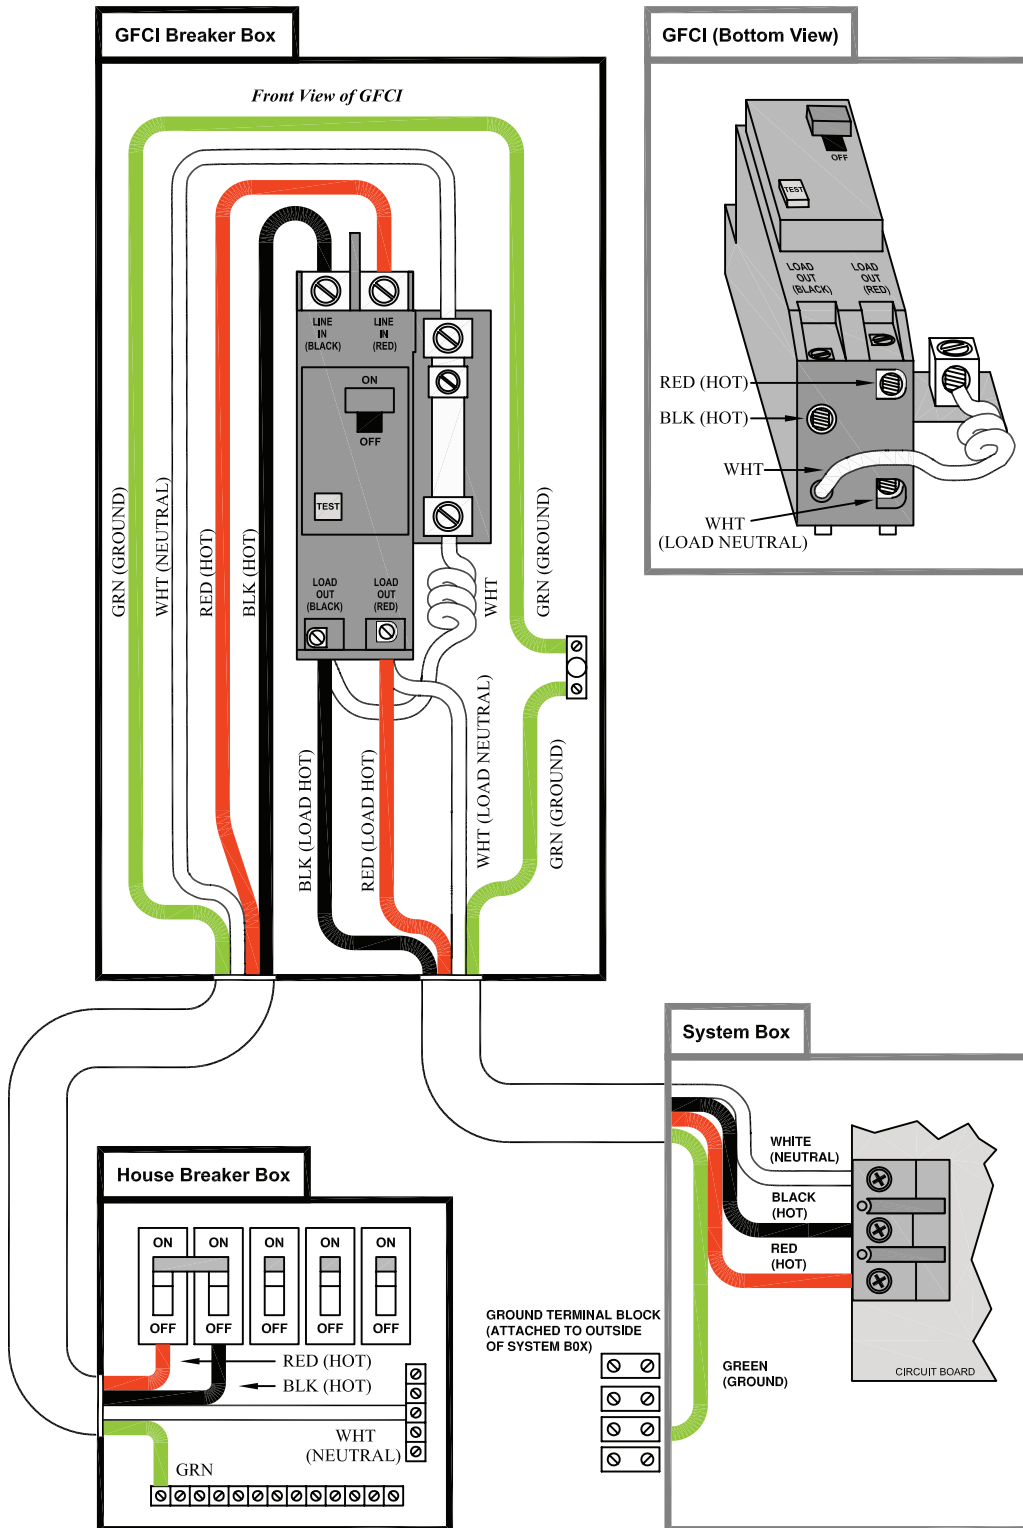 GFCI Breaker Box
Front View of GFCI
LINE
IN
(BLACK)
LINE
IN
(RED)
ON
OFF
TEST
LOAD
OUT
(BLACK)
LOAD
OUT
(RED)
GRN (GROUND)
WHT (NEUTRAL)
RED (HOT)
BLK (HOT)
WHT
GRN (GROUND)
BLK (LOAD HOT)
RED (LOAD HOT)
WHT (LOAD NEUTRAL)
GRN (GROUND)
GFCI (Bottom View)
OFF
TEST
LOAD
OUT
(BLACK)
LOAD
OUT
(RED)
RED (HOT)
BLK (HOT)
WHT
WHT
(LOAD NEUTRAL)
House Breaker Box
ON
ON
ON
ON
ON
OFF
OFF
OFF
OFF
OFF
RED (HOT)
BLK (HOT)
WHT
(NEUTRAL)
GRN
System Box
WHITE
(NEUTRAL)
BLACK
(HOT)
RED
(HOT)
GROUND TERMINAL BLOCK
(ATTACHED TO OUTSIDE
OF SYSTEM B0X)
GREEN
(GROUND)
CIRCUIT BOARD